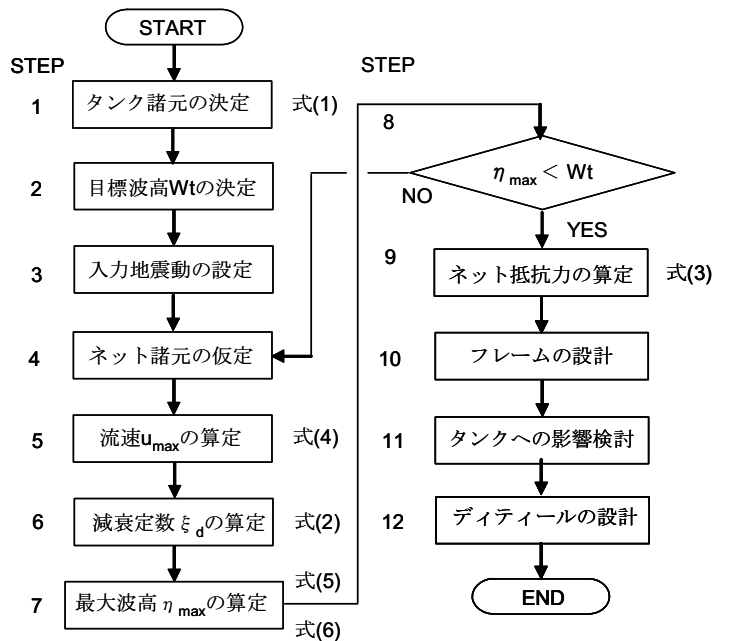 START
STEP
1
タンク諸元の決定
式(1)
2
目標波高Wtの決定
3
入力地震動の設定
4
ネット諸元の仮定
5
流速umaxの算定
式(4)
6
減衰定数ξdの算定
式(2)
7
最大波高ηmaxの算定
式(5)
式(6)
STEP
8
ηmax < Wt
NO
YES
9
ネット抵抗力の算定
式(3)
10
フレームの設計
11
タンクへの影響検討
12
ディティールの設計
END